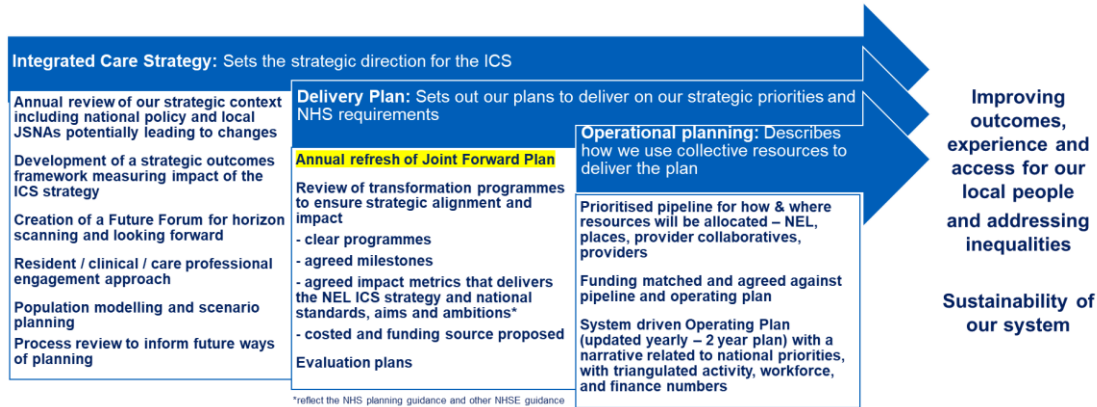 Integrated Care Strategy: Sets the strategic direction for the ICS
Annual review of our strategic context
including national policy and local
JSNAs potentially leading to changes
Development of a strategic outcomes
framework measuring impact of the
ICS strategy
Creation of a Future Forum for horizon
scanning and looking forward
Resident / clinical / care professional
engagement approach
Population modelling and scenario
planning
Process review to inform future ways
of planning
Delivery Plan: Sets out our plans to deliver on our strategic priorities and
NHS requirements
Annual refresh of Joint Forward Plan
Review of transformation programmes
to ensure strategic alignment and
impact
- clear programmes
- agreed milestones
- agreed impact metrics that delivers
the NEL ICS strategy and national
standards, aims and ambitions*
- costed and funding source proposed
Evaluation plans
*reflect the NHS planning guidance and other NHSE guidance
Operational planning: Describes
how we use collective resources to
deliver the plan
Prioritised pipeline for how & where
resources will be allocated – NEL,
places, provider collaboratives,
providers
Funding matched and agreed against
pipeline and operating plan
System driven Operating Plan
(updated yearly – 2 year plan) with a
narrative related to national priorities,
with triangulated activity, workforce,
and finance numbers
Improving
outcomes,
experience and
access for our
local people
and addressing
inequalities
Sustainability of
our system